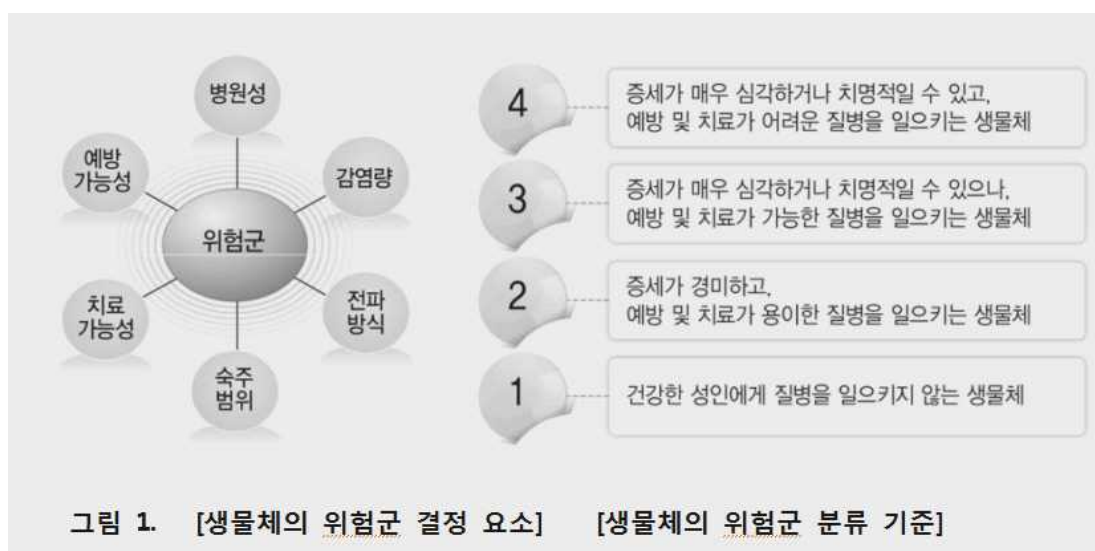 병원성
예방
가능성
감염량
위험군
치료
가능성
전파
방식
숙주
범위
4
증세가 매우 심각하거나 치명적일 수 있고,
예방 및 치료가 어려운 질병을 일으키는 생물체
3
증세가 매우 심각하거나 치명적일 수 있으나,
예방 및 치료가 가능한 질병을 일으키는 생물체
2
증세가 경미하고,
예방 및 치료가 용이한 질병을 일으키는 생물체
1
건강한 성인에게 질병을 일으키지 않는 생물체
그림 1. [생물체의 위험군 결정 요소] [생물체의 위험군 분류 기준]